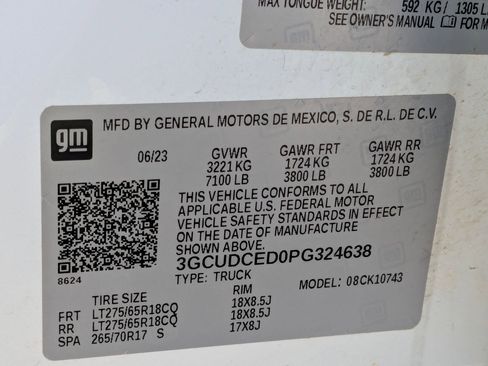 MAX TONGUE WEIGHT: 592 KG / 1305 L
SEE OWNER'S MANUAL FOR M
gm
MFD BY GENERAL MOTORS DE MEXICO, S. DE R.L. DE C.V.
06/23 GVWR GAWR FRT GAWR RR
3221 KG 1724 KG 1724 KG
7100 LB 3800 LB 3800 LB
THIS VEHICLE CONFORMS TO ALL
APPLICABLE U.S. FEDERAL MOTOR
VEHICLE SAFETY STANDARDS IN EFFECT
ON THE DATE OF MANUFACTURE
SHOWN ABOVE.
3GCUDCED0PG324638
8624
TYPE: TRUCK MODEL: 08CK10743
TIRE SIZE RIM
FRT LT275/65R18CQ 18X8.5J
RR LT275/65R18CQ 18X8.5J
SPA 265/70R17 S 17X8J